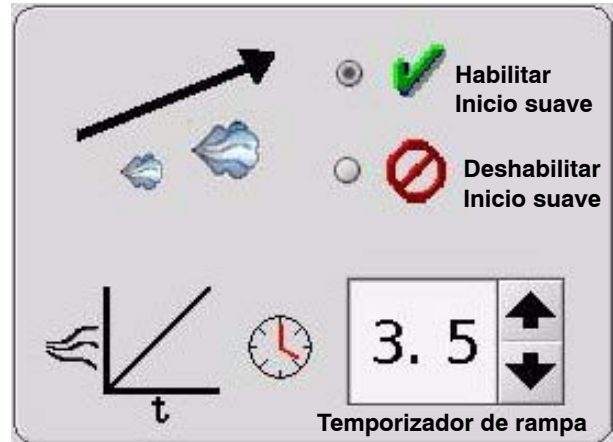 Habilitar
Inicio suave
Deshabilitar
Inicio suave
3. 5
t
Temporizador de rampa